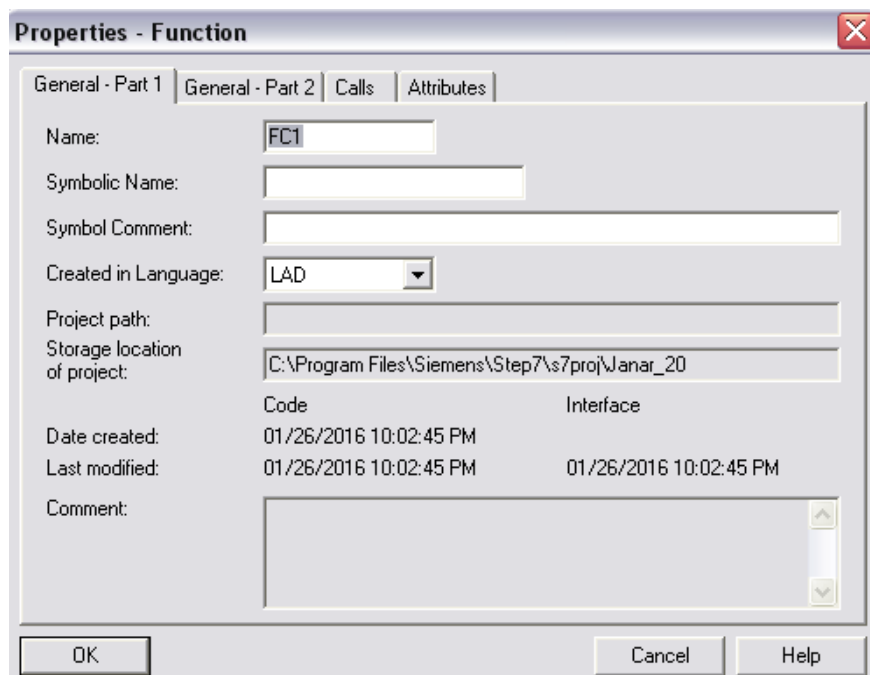 Properties - Function
General - Part 1 General - Part 2 Calls Attributes
Name: FC1
Symbolic Name:
Symbol Comment:
Created in Language: LAD
Project path:
Storage location
of project: C:\Program Files\Siemens\Step7\s7proj\Janar_20
Code Interface
Date created: 01/26/2016 10:02:45 PM
Last modified: 01/26/2016 10:02:45 PM 01/26/2016 10:02:45 PM
Comment:
OK Cancel Help